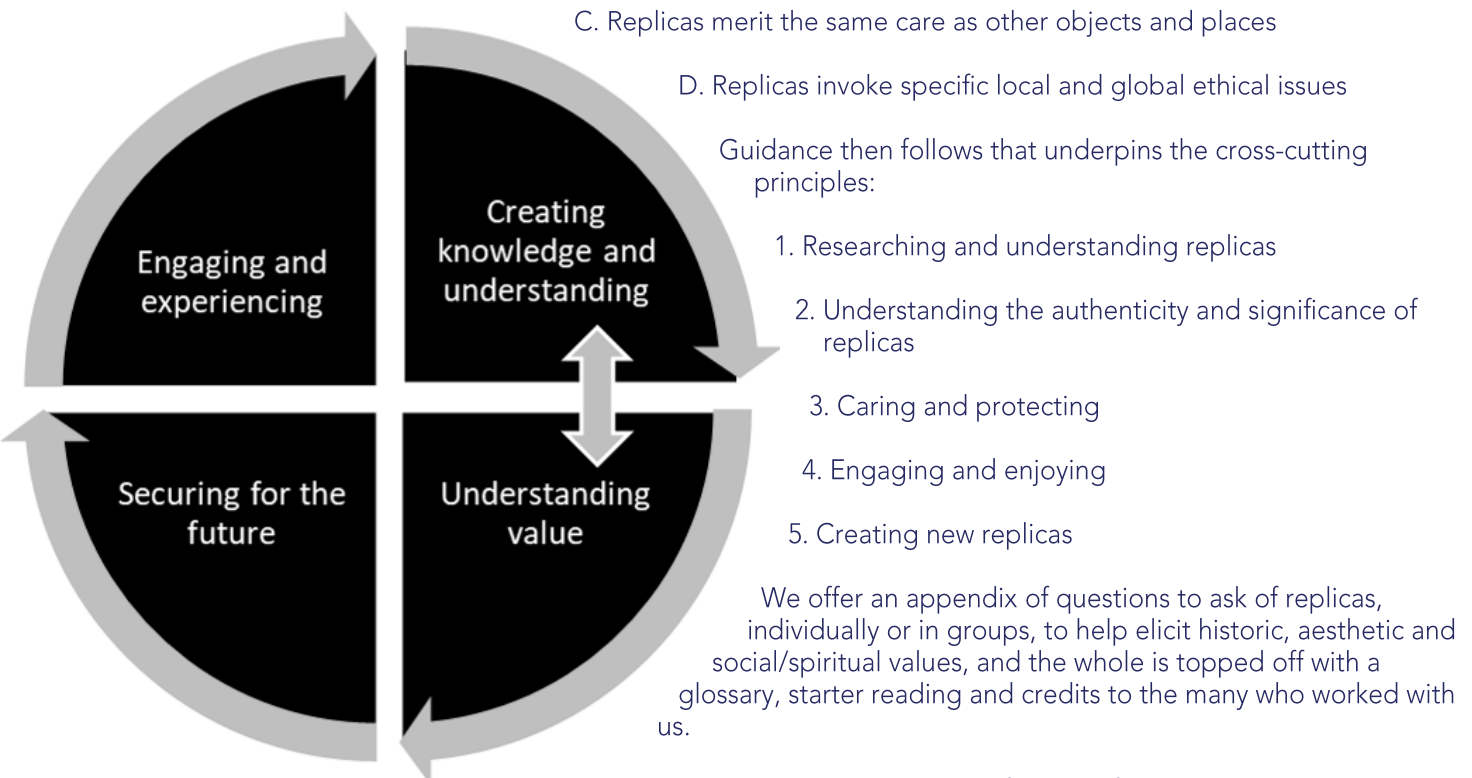 Engaging and
experiencing
Creating
knowledge and
understanding
Securing for the
future
Understanding
value
C. Replicas merit the same care as other objects and places
D. Replicas invoke specific local and global ethical issues
Guidance then follows that underpins the cross-cutting
principles:
1. Researching and understanding replicas
2. Understanding the authenticity and significance of
replicas
3. Caring and protecting
4. Engaging and enjoying
5. Creating new replicas
We offer an appendix of questions to ask of replicas,
individually or in groups, to help elicit historic, aesthetic and
social/spiritual values, and the whole is topped off with a
glossary, starter reading and credits to the many who worked with
us.